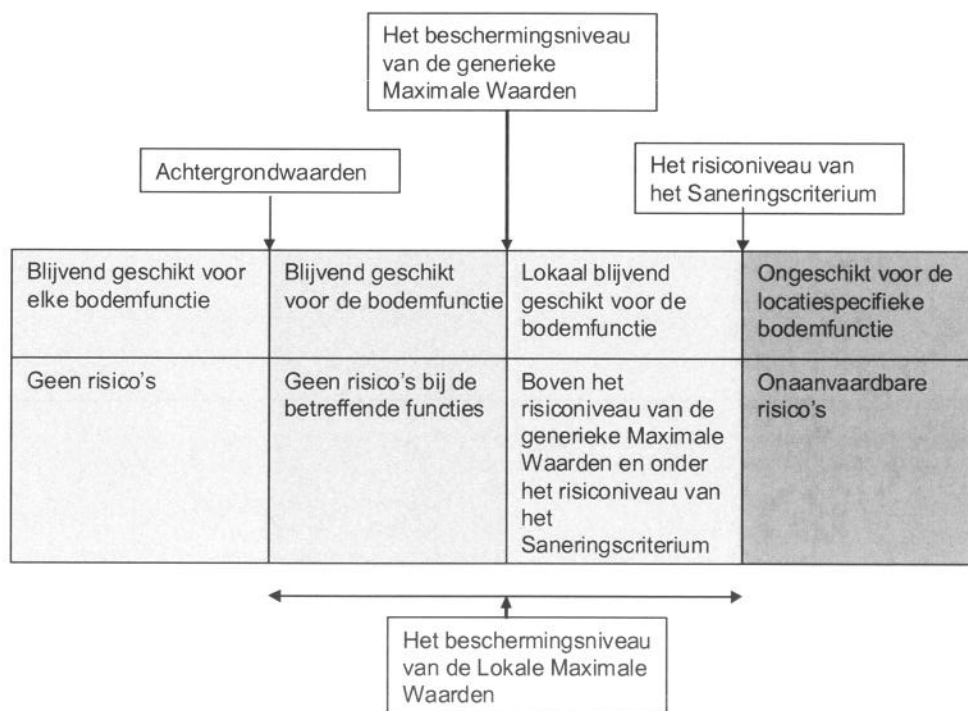 Het beschermingsniveau
van de generieke
Maximale Waarden
Achtergrondwaarden
Het risiconiveau van
het Saneringscriterium
Blijvend geschikt voor
elke bodemfunctie
Blijvend geschikt
voor de bodemfunctie
Lokaal blijvend
geschikt voor de
bodemfunctie
Ongeschikt voor de
locatiespecifieke
bodemfunctie
Geen risico's
Geen risico's bij de
betreffende functies
Boven het
risiconiveau van de
generieke Maximale
Waarden en onder
het risiconiveau van
het
Saneringscriterium
Onaanvaardbare
risico's
Het beschermingsniveau
van de Lokale Maximale
Waarden